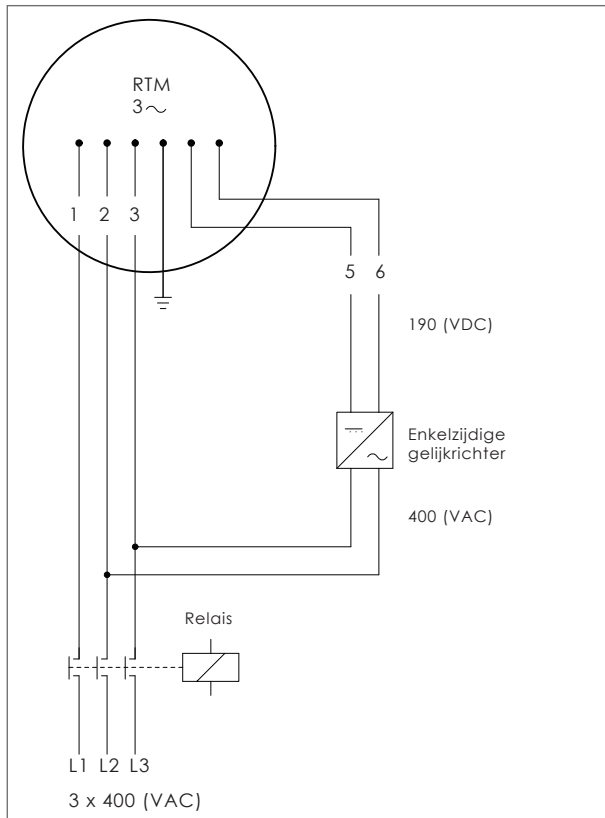 RTM
3~
1 2 3
5 6
190 (VDC)
Enkelzijdige
gelijkrichter
400 (VAC)
Relais
L1 L2 L3
3 x 400 (VAC)